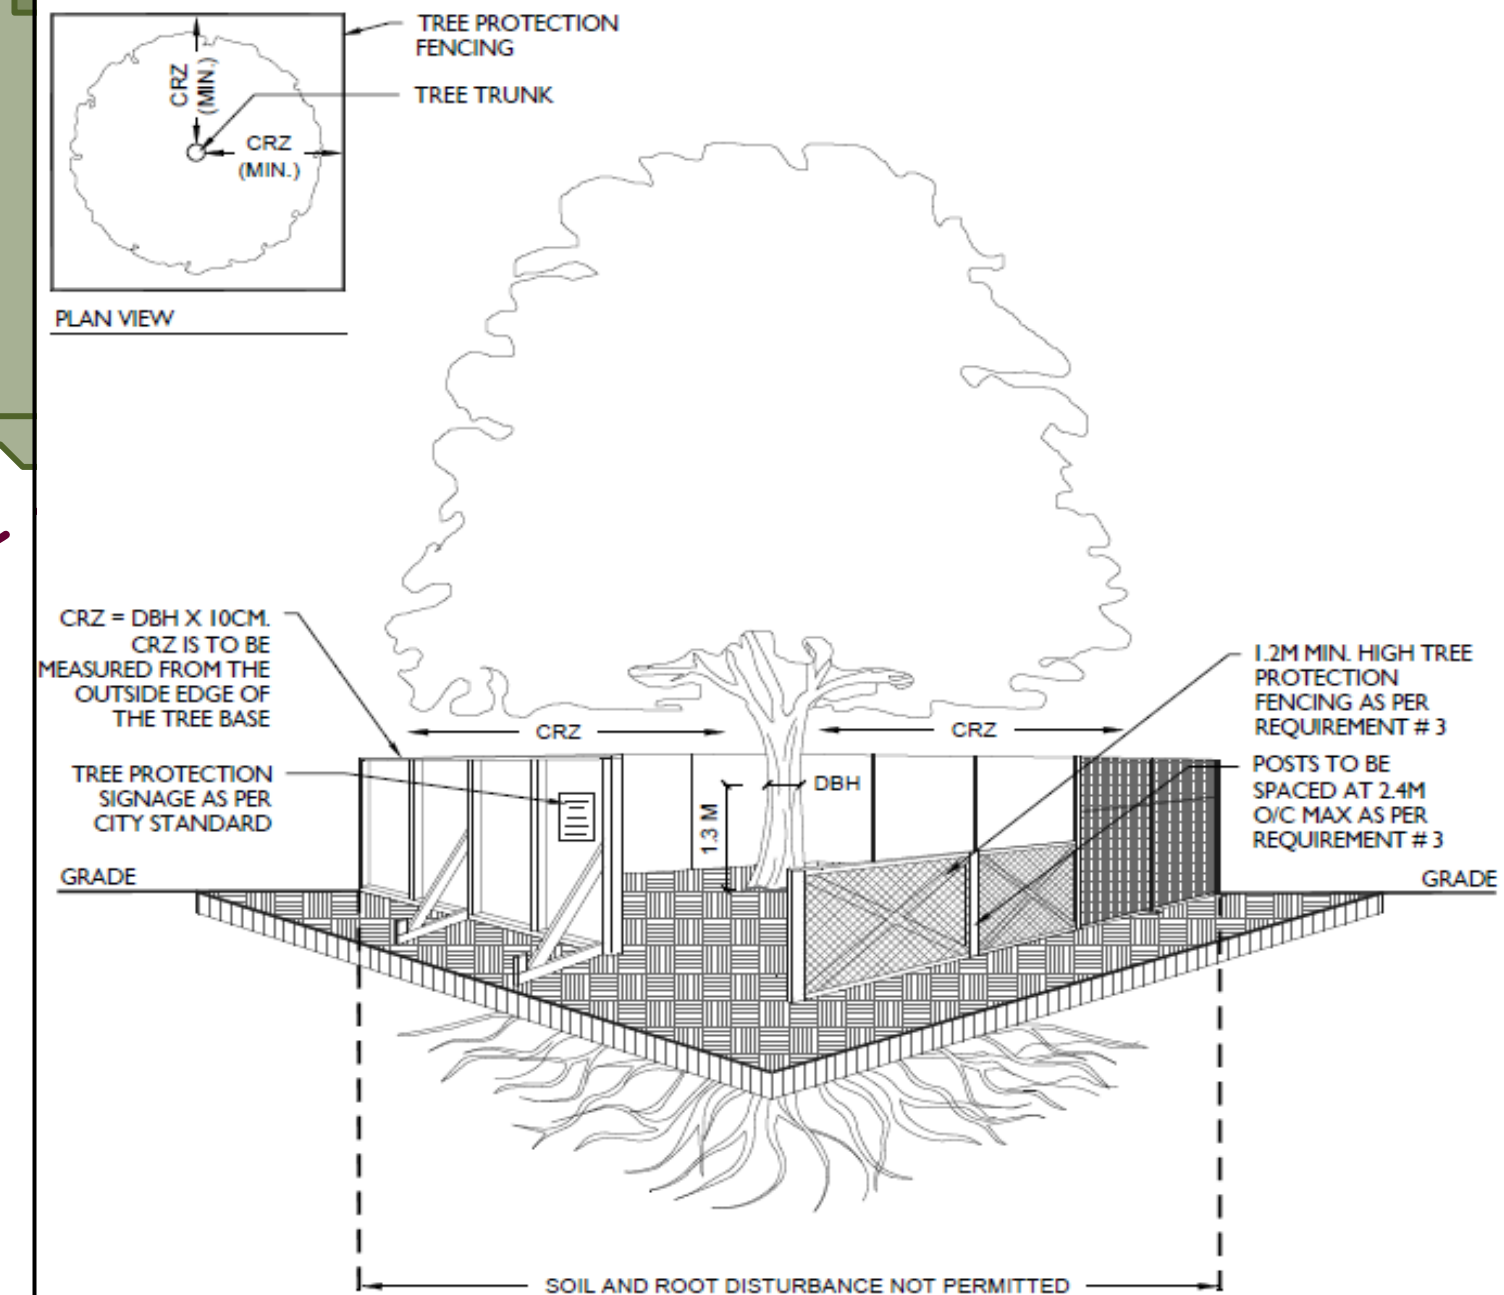 TREE PROTECTION
FENCING
TREE TRUNK
CRZ
(MIN.)
CRZ
(MIN.)
PLAN VIEW
CRZ = DBH X 10CM.
CRZ IS TO BE
MEASURED FROM THE
OUTSIDE EDGE OF
THE TREE BASE
TREE PROTECTION
SIGNAGE AS PER
CITY STANDARD
GRADE
CRZ
CRZ
DBH
1.3 M
1.2M MIN. HIGH TREE
PROTECTION
FENCING AS PER
REQUIREMENT # 3
POSTS TO BE
SPACED AT 2.4M
O/C MAX AS PER
REQUIREMENT # 3
GRADE
SOIL AND ROOT DISTURBANCE NOT PERMITTED